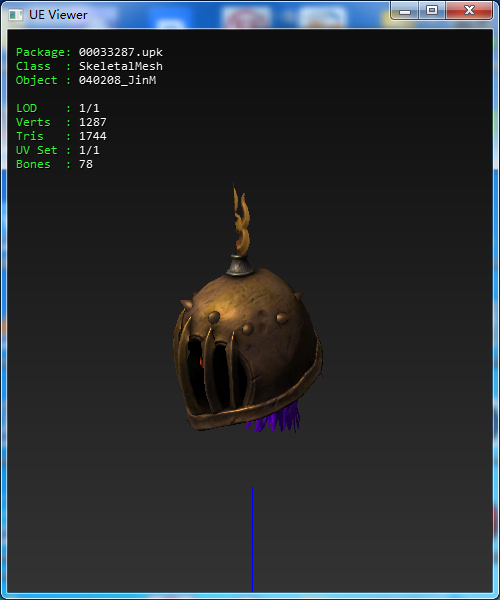 UE Viewer
Package: 00033287.upk
Class : SkeletalMesh
Object : 040208_JinM
LOD : 1/1
Verts : 1287
Tris : 1744
UV Set : 1/1
Bones : 78